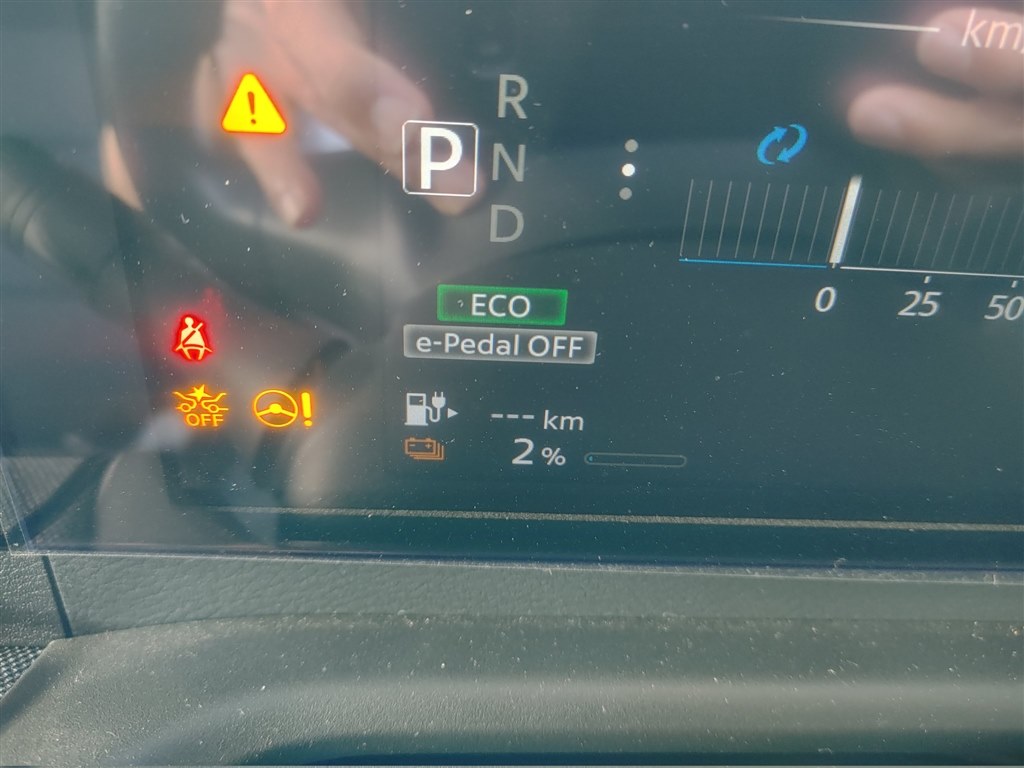 km
R
P
N
D
0
25
50
ECO
e-Pedal OFF
OFF
--- km
2 %